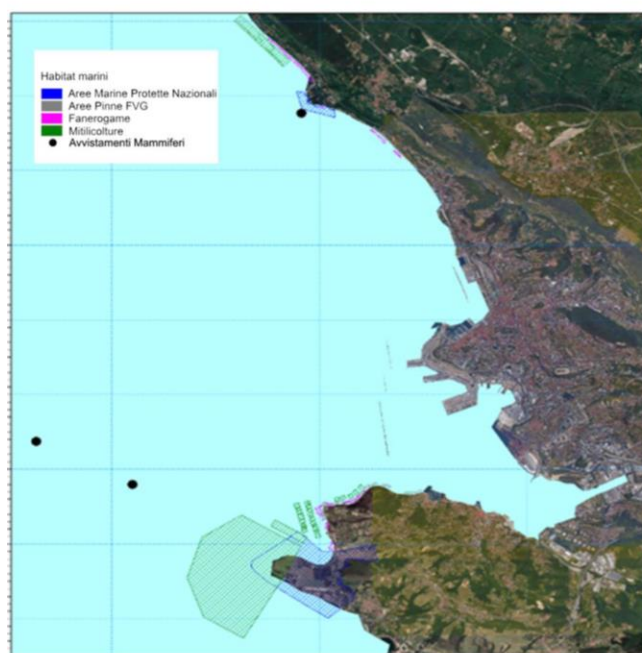 Habitat marini
Aree Marine Protette Nazionali
Aree Pinne FVG
Fanerogame
Mitilicolture
Avvistamenti Mammiferi